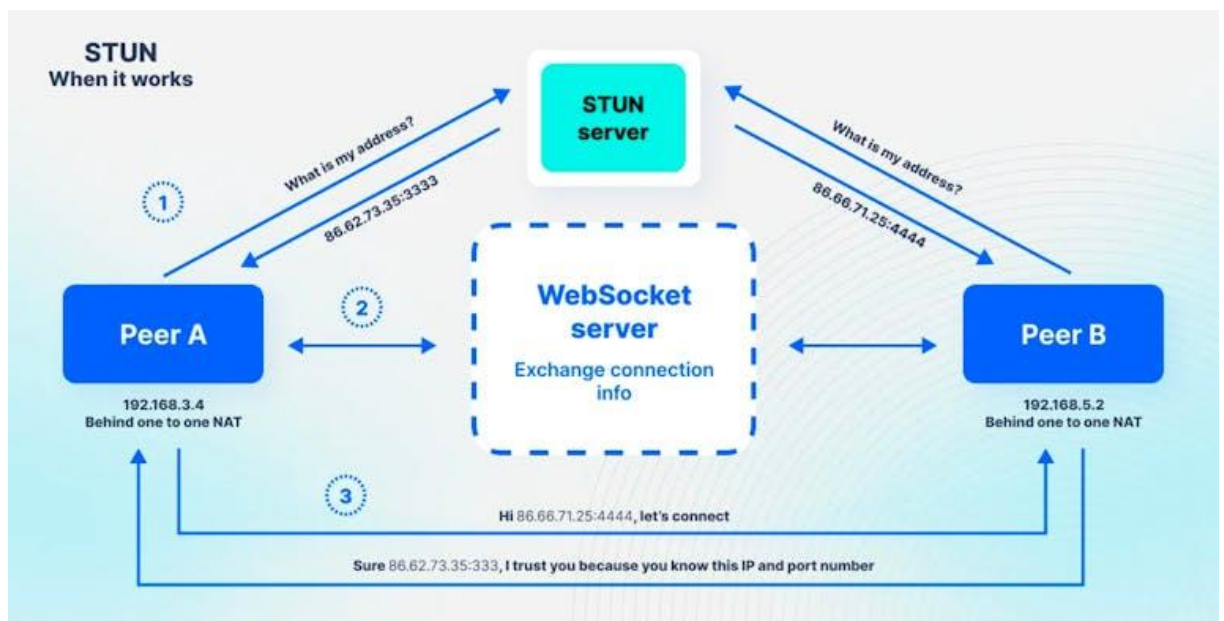 STUN
When it works
STUN
server
What is my address?
86.62.73.35:3333
What is my address?
86.66.71.25:4444
1
2
Peer A
WebSocket
server
Exchange connection
info
Peer B
192.168.3.4
Behind one to one NAT
192.168.5.2
Behind one to one NAT
3
Hi 86.66.71.25:4444, let's connect
Sure 86.62.73.35:333, I trust you because you know this IP and port number